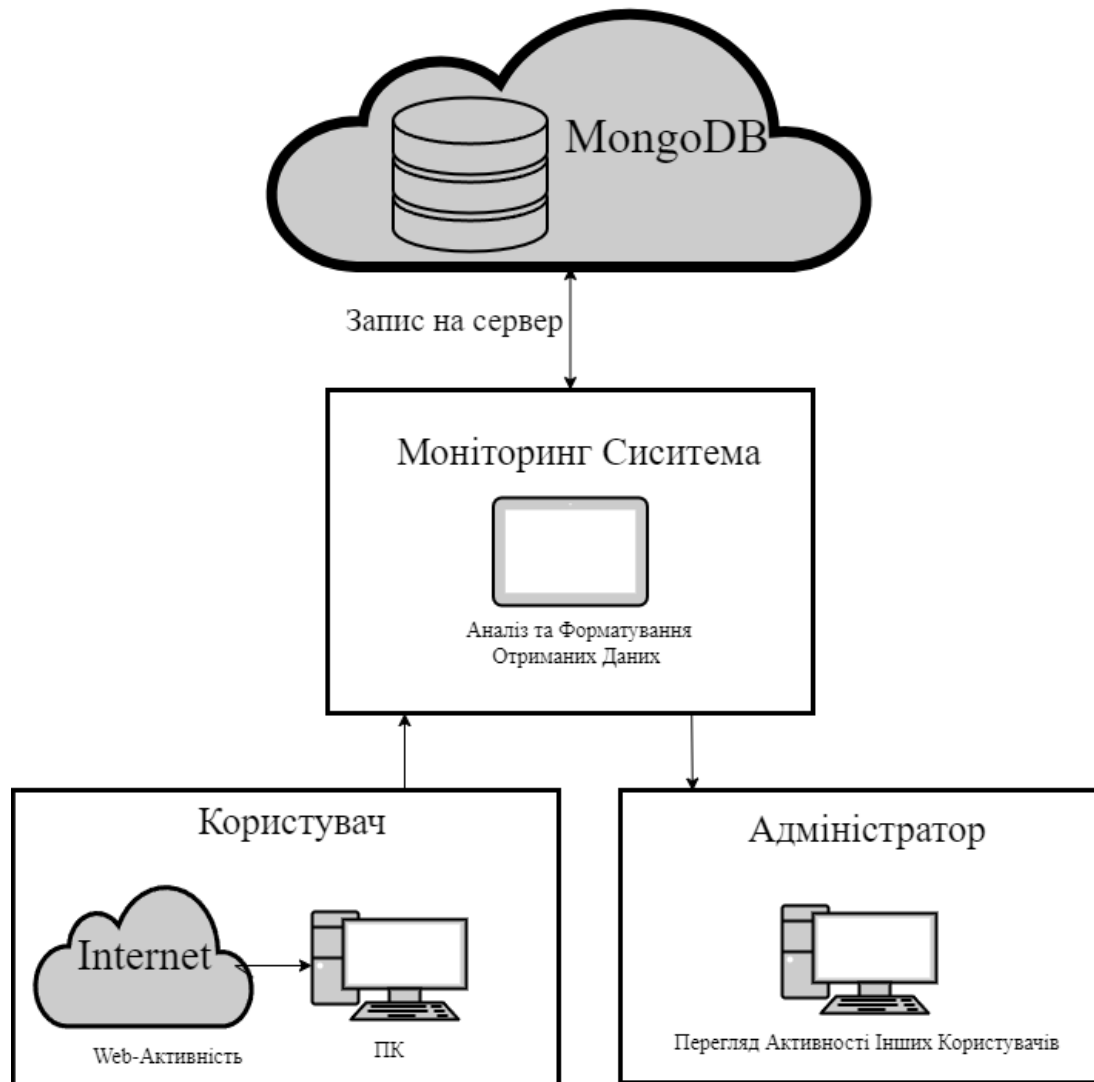 MongoDB
Запис на сервер
Моніторинг Сиситема
Аналіз та Форматування
Отриманих Даних
Користувач
Internet
Web-Активність
ПК
Адміністратор
Перегляд Активності Інших Користувачів